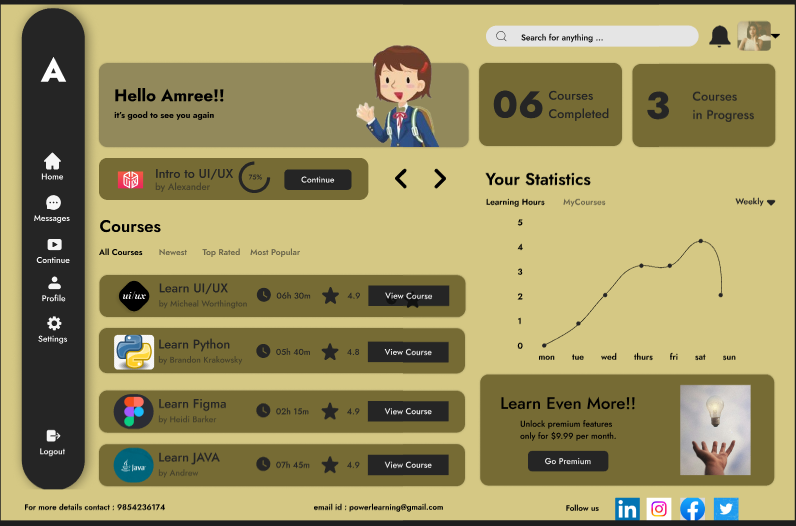 Search for anything ...
A
Home
Messages
Continue
Profile
Settings
Logout
Hello Amree!!
it's good to see you again
06 Courses
Completed
3 Courses
in Progress
Intro to UI/UX
by Alexander
75%
Continue
Courses
All Courses Newest Top Rated Most Popular
ui/ux
Learn UI/UX
by Micheal Worthington
06h 30m
4.9
View Course
Learn Python
by Brendon Krakowsky
05h 40m
4.8
View Course
Learn Figma
by Heidi Barker
02h 15m
4.9
View Course
Java
Learn JAVA
by Andrew
07h 45m
4.9
View Course
Your Statistics
Learning Hours MyCourses Weekly
5
4
3
2
1
0
mon tue wed thurs fri sat sun
Learn Even More!!
Unlock premium features
only for $9.99 per month.
Go Premium
For more details contact : 9854236174
email id : powerlearning@gmail.com
Follow us
in
f